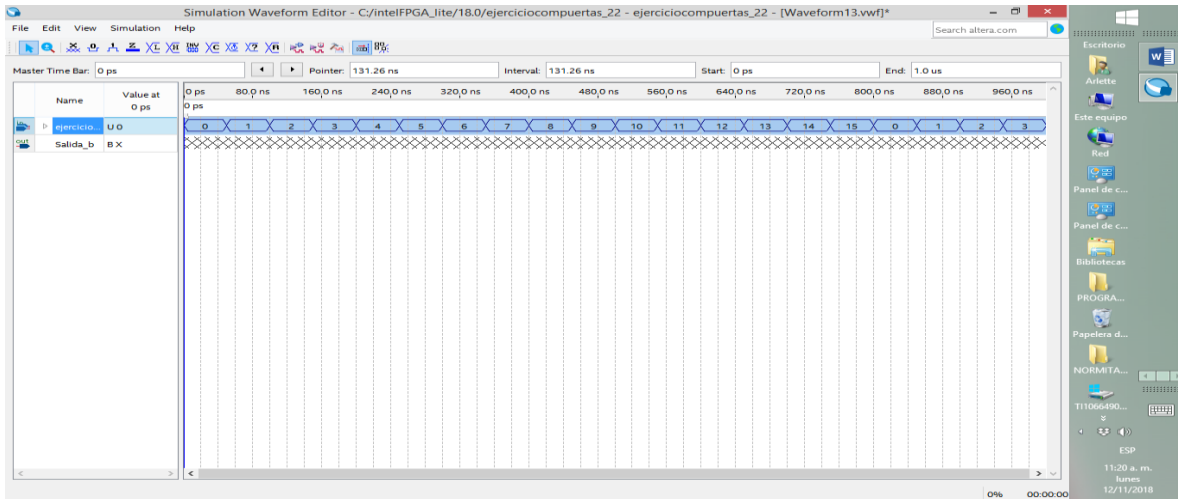 Simulation Waveform Editor - C:/intelFPGA_lite/18.0/ejerciciocompuertas_22 - ejerciciocompuertas_22 - [Waveform13.vwf]*
File Edit View Simulation Help
Search altera.com
Master Time Bar: 0 ps
Pointer: 131.26 ns
Interval: 131.26 ns
Start: 0 ps
End: 1.0 us
Name
Value at
0 ps
0 ps 80.0 ns 160.0 ns 240.0 ns 320.0 ns 400.0 ns 480.0 ns 560.0 ns 640.0 ns 720.0 ns 800.0 ns 880.0 ns 960.0 ns
0 ps
ejercicio... U 0
0 1 2 3 4 5 6 7 8 9 10 11 12 13 14 15 0 1 2 3
out
Salida_b B X
0% 00:00:00
Escritorio
Arlette
Este equipo
Red
Panel de c...
Panel de c...
Bibliotecas
PROGRA...
Papelera d...
NORMITA...
TI1066490...
ESP
11:20 a. m.
lunes
12/11/2018